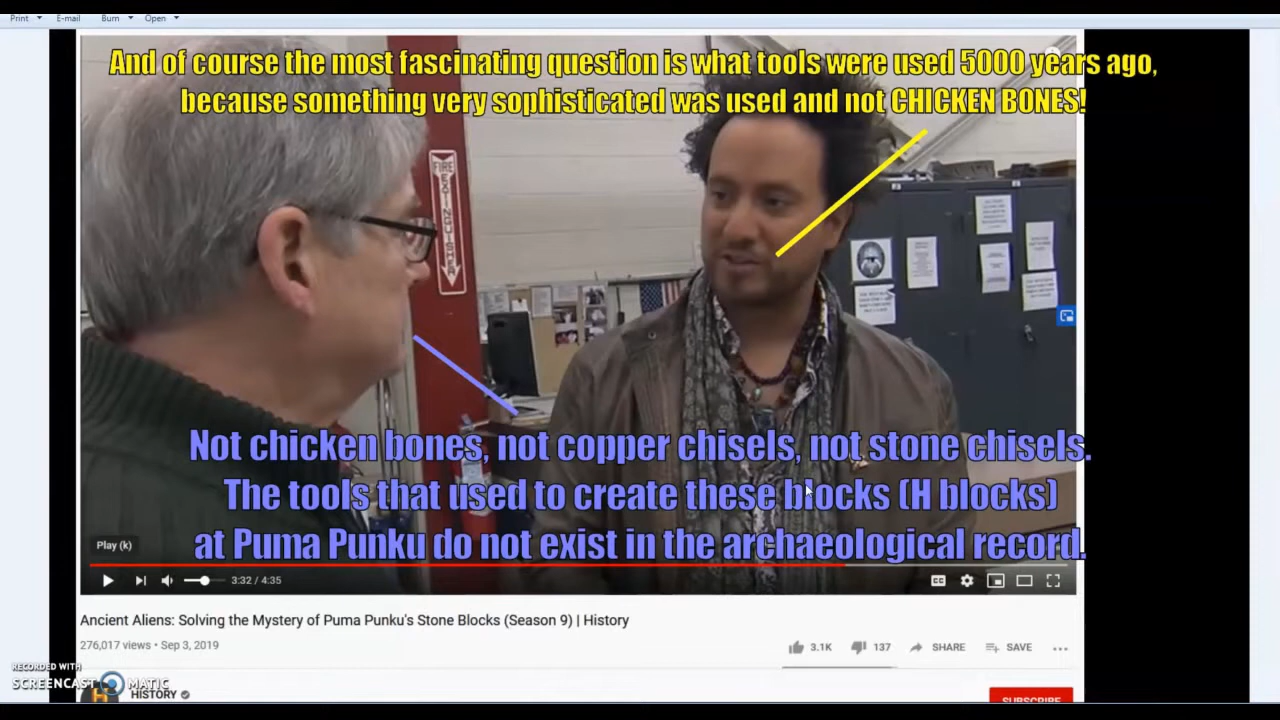 Print E-mail Burn Open
And of course the most fascinating question is what tools were used 5000 years ago,
because something very sophisticated was used and not CHICKEN BONES!
FIRE EXTINGUISHER
Not chicken bones, not copper chisels, not stone chisels.
The tools that used to create these blocks (H blocks)
at Puma Punku do not exist in the archaeological record.
Play (k)
3:32 / 4:35
CC
Ancient Aliens: Solving the Mystery of Puma Punku's Stone Blocks (Season 9) | History
276,017 views • Sep 3, 2019
3.1K 137 SHARE SAVE
RECORDED WITH
SCREENCAST MATIC
HISTORY
SUBSCRIBE